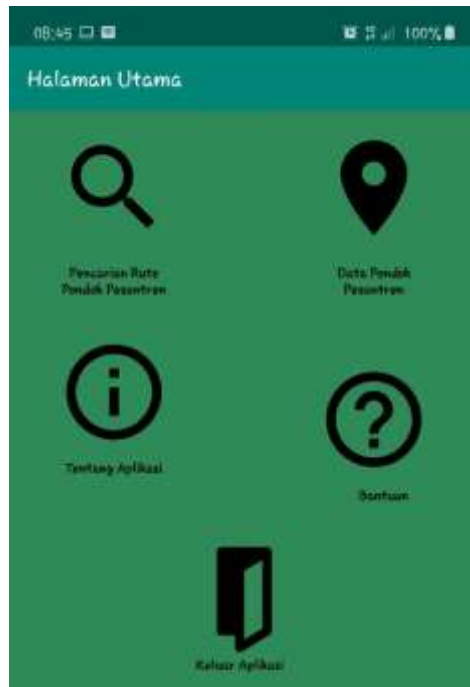 08:45
100%
Halaman Utama
Pencarian Rute
Pondok Pesantren
Data Pondok
Pesantren
Tentang Aplikasi
Bantuan
Keluar Aplikasi